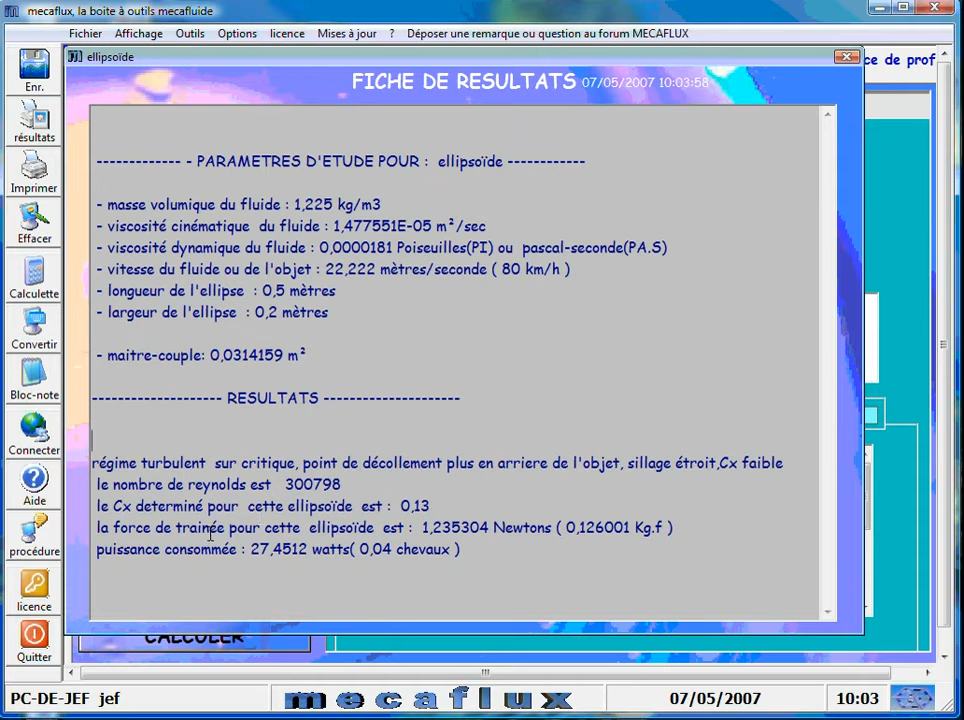 mecaflux, la boite à outils mecafluide
Fichier Affichage Outils Options licence Mises à jour ? Déposer une remarque ou question au forum MECAFLUX
ellipsoïde
ce de prof
FICHE DE RESULTATS 07/05/2007 10:03:58
Enr.
résultats
Imprimer
Effacer
Calculette
Convertir
Bloc-note
Connecter
Aide
procédure
licence
Quitter
------------- - PARAMETRES D'ETUDE POUR : ellipsoïde ------------
- masse volumique du fluide : 1,225 kg/m3
- viscosité cinématique du fluide : 1,477551E-05 m²/sec
- viscosité dynamique du fluide : 0,0000181 Poiseuilles(PI) ou pascal-seconde(PA.S)
- vitesse du fluide ou de l'objet : 22,222 mètres/seconde ( 80 km/h )
- longueur de l'ellipse : 0,5 mètres
- largeur de l'ellipse : 0,2 mètres
- maitre-couple: 0,0314159 m²
-------------------- RESULTATS ---------------------
régime turbulent sur critique, point de décollement plus en arriere de l'objet, sillage étroit,Cx faible
le nombre de reynolds est 300798
le Cx determiné pour cette ellipsoïde est : 0,13
la force de trainée pour cette ellipsoïde est : 1,235304 Newtons ( 0,126001 Kg.f )
puissance consommée : 27,4512 watts( 0,04 chevaux )
CALCULER
PC-DE-JEF jef
mecaflux
07/05/2007
10:03